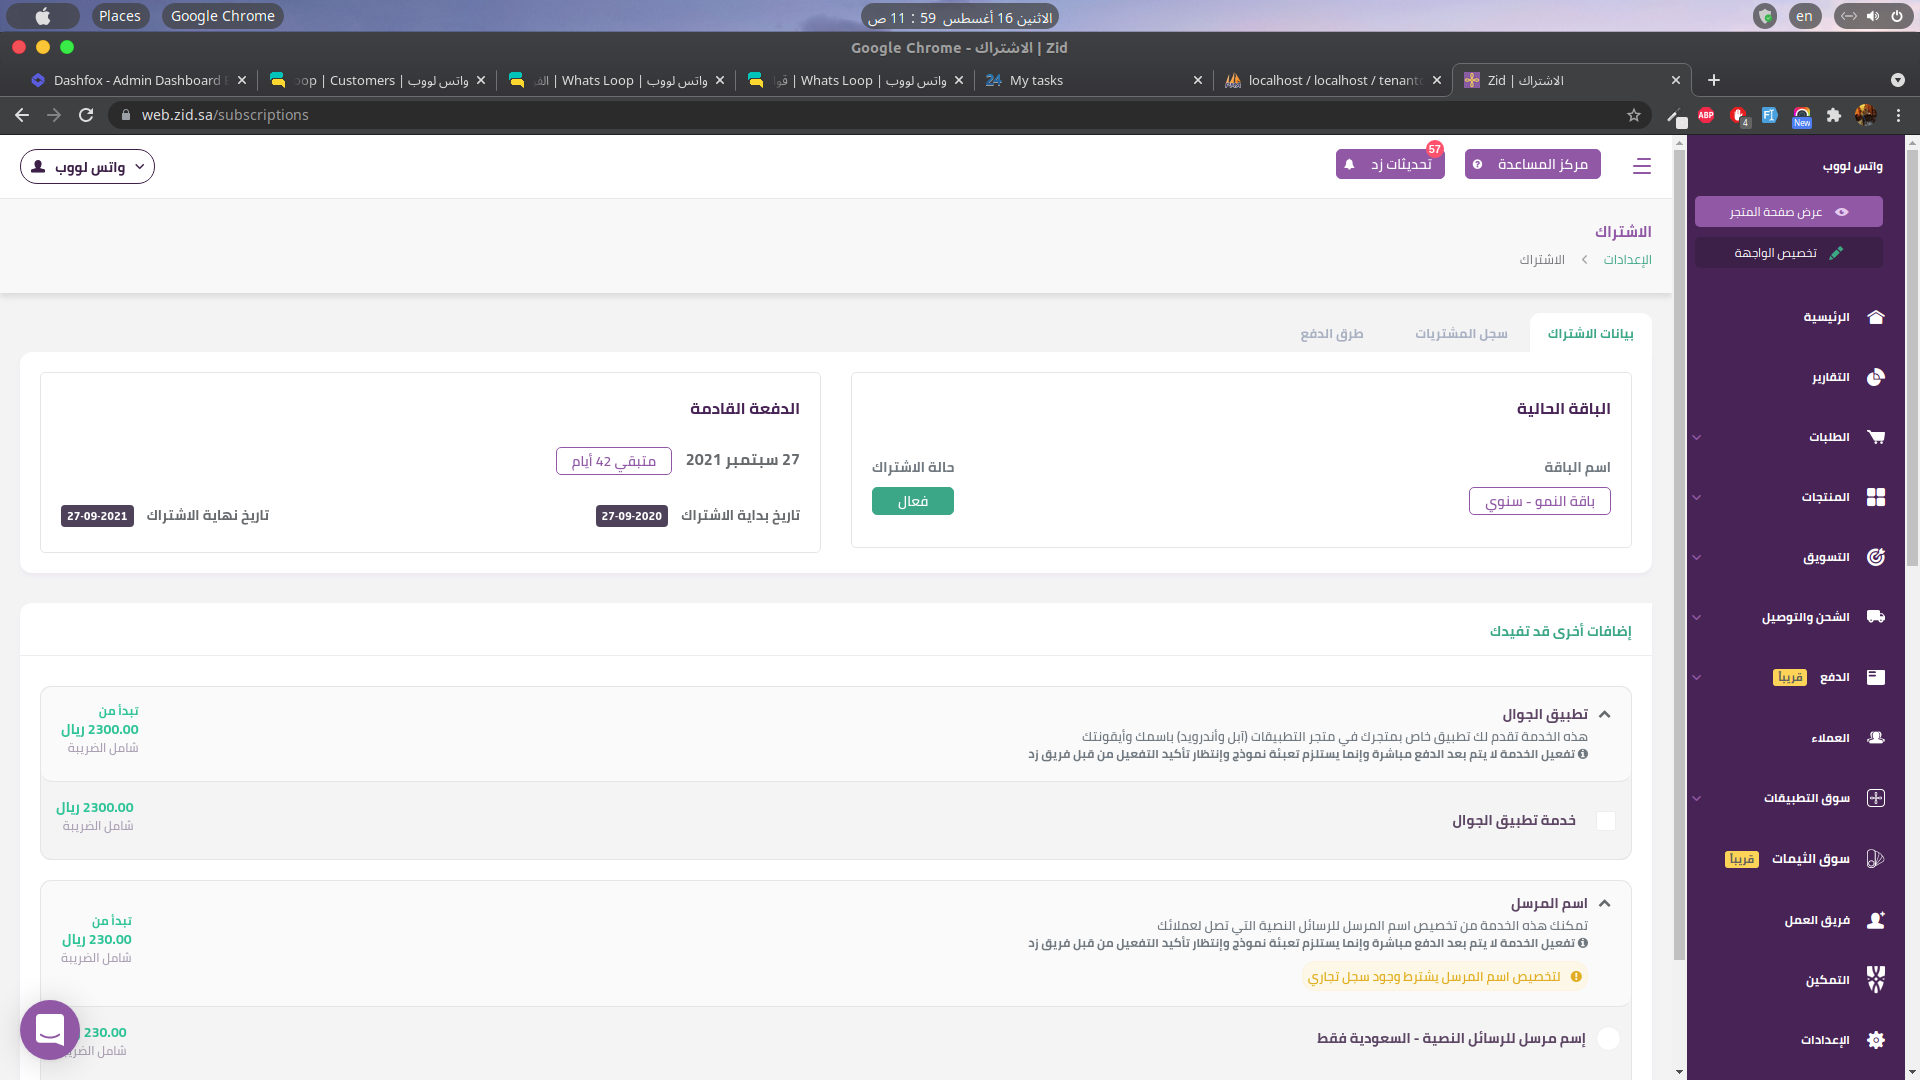 Places
Google Chrome
الاثنين 16 أغسطس 59 : 11 ص
en
Google Chrome - الاشتراك | Zid
Dashfox - Admin Dashboard
Customers | واتس لووب
Whats Loop | واتس لووب
Whats Loop | واتس لووب
24 My tasks
localhost / localhost / tenant
Zid | الاشتراك
web.zid.sa/subscriptions
ABP
4
New
واتس لووب
مركز المساعدة
تحديثات زد
57
واتس لووب
عرض صفحة المتجر
تخصيص الواجهة
الرئيسية
التقارير
الطلبات
المنتجات
التسويق
الشحن والتوصيل
الدفع قريباً
العملاء
سوق التطبيقات
سوق الثيمات قريباً
فريق العمل
التمكين
الإعدادات
الاشتراك
الإعدادات > الاشتراك
بيانات الاشتراك
سجل المشتريات
طرق الدفع
الباقة الحالية
اسم الباقة
باقة النمو - سنوي
حالة الاشتراك
فعال
الدفعة القادمة
27 سبتمبر 2021
متبقي 42 أيام
تاريخ بداية الاشتراك 27-09-2020
تاريخ نهاية الاشتراك 27-09-2021
إضافات أخرى قد تفيدك
تطبيق الجوال
هذه الخدمة تقدم لك تطبيق خاص بمتجرك في متجر التطبيقات (آبل وأندرويد) باسمك وأيقونتك
تفعيل الخدمة لا يتم بعد الدفع مباشرة وإنما يستلزم تعبئة نموذج وإنتظار تأكيد التفعيل من قبل فريق زد
تبدأ من
2300.00 ريال
شامل الضريبة
خدمة تطبيق الجوال
2300.00 ريال
شامل الضريبة
اسم المرسل
تمكنك هذه الخدمة من تخصيص اسم المرسل للرسائل النصية التي تصل لعملائك
تفعيل الخدمة لا يتم بعد الدفع مباشرة وإنما يستلزم تعبئة نموذج وإنتظار تأكيد التفعيل من قبل فريق زد
لتخصيص اسم المرسل يشترط وجود سجل تجاري
تبدأ من
230.00 ريال
شامل الضريبة
إسم مرسل للرسائل النصية - السعودية فقط
230.00
شامل الضريبة